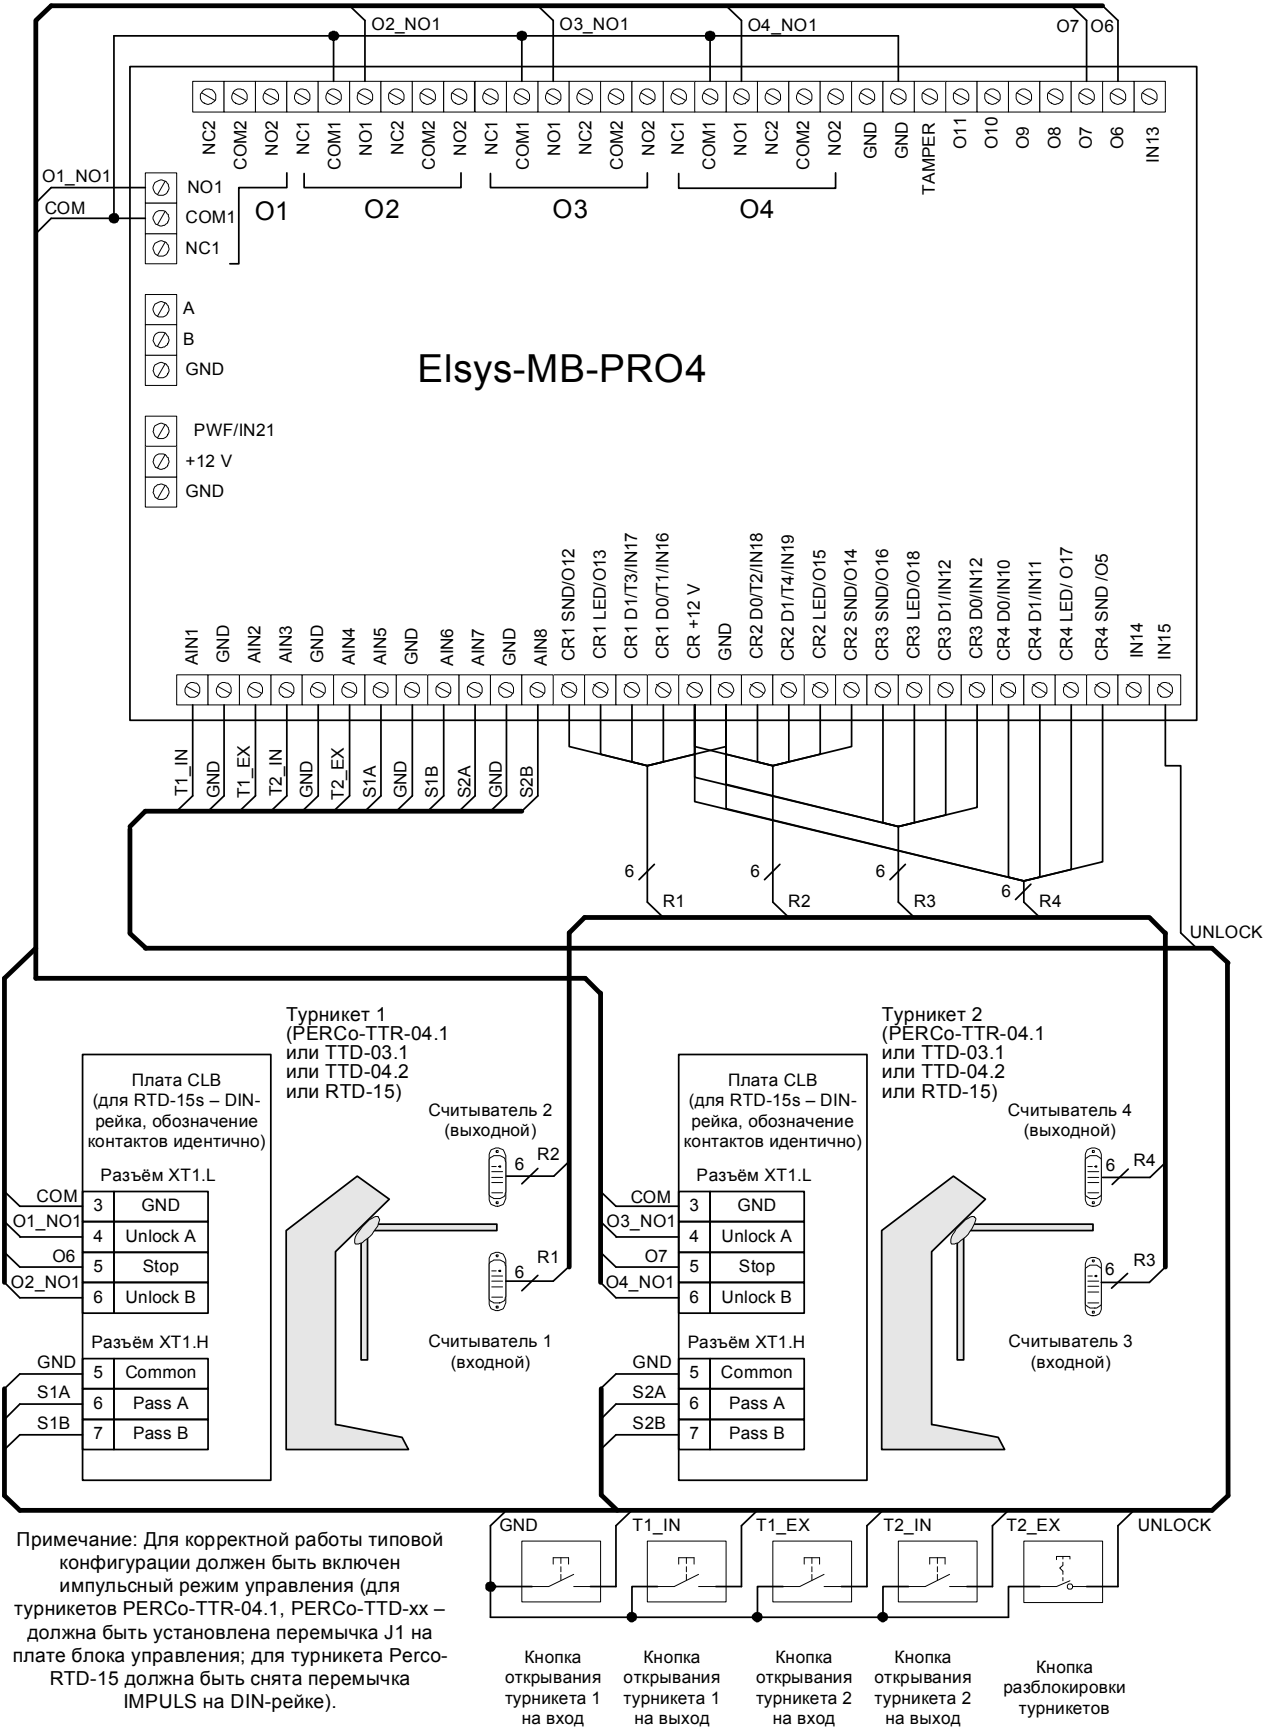 O2_NO1
O3_NO1
O4_NO1
O7
O6
NC2
COM2
NO2
NC1
COM1
NO1
NC2
COM2
NO2
NC1
COM1
NO1
NC2
COM2
NO2
NC1
COM1
NO1
NC2
COM2
NO2
GND
GND
TAMPER
O11
O10
O9
O8
O7
O6
IN13
O1_NO1
COM
NO1
COM1
NC1
O1
O2
O3
O4
A
B
GND
Elsys-MB-PRO4
PWF/IN21
+12 V
GND
AIN1
GND
AIN2
AIN3
GND
AIN4
AIN5
GND
AIN6
AIN7
GND
AIN8
CR1 SND/O12
CR1 LED/O13
CR1 D1/T3/IN17
CR1 D0/T1/IN16
CR +12 V
GND
CR2 D0/T2/IN18
CR2 D1/T4/IN19
CR2 LED/O15
CR2 SND/O14
CR3 SND/O16
CR3 LED/O18
CR3 D1/IN12
CR3 D0/IN12
CR4 D0/IN10
CR4 D1/IN11
CR4 LED/ O17
CR4 SND /O5
IN14
IN15
T1_IN
GND
T1_EX
T2_IN
GND
T2_EX
S1A
GND
S1B
S2A
GND
S2B
6
R1
6
R2
6
R3
6
R4
UNLOCK
Турникет 1
(PERCo-TTR-04.1
или TTD-03.1
или TTD-04.2
или RTD-15)
Плата CLB
(для RTD-15s – DIN-
рейка, обозначение
контактов идентично)
Разъём XT1.L
COM
3 GND
O1_NO1
4 Unlock A
O6
5 Stop
O2_NO1
6 Unlock B
Разъём XT1.H
GND
5 Common
S1A
6 Pass A
S1B
7 Pass B
Считыватель 2
(выходной)
6
R2
6
R1
Считыватель 1
(входной)
Турникет 2
(PERCo-TTR-04.1
или TTD-03.1
или TTD-04.2
или RTD-15)
Плата CLB
(для RTD-15s – DIN-
рейка, обозначение
контактов идентично)
Разъём XT1.L
COM
3 GND
O3_NO1
4 Unlock A
O7
5 Stop
O4_NO1
6 Unlock B
Разъём XT1.H
GND
5 Common
S2A
6 Pass A
S2B
7 Pass B
Считыватель 4
(выходной)
6
R4
6
R3
Считыватель 3
(входной)
GND
T1_IN
T1_EX
T2_IN
T2_EX
UNLOCK
Примечание: Для корректной работы типовой
конфигурации должен быть включен
импульсный режим управления (для
турникетов PERCo-TTR-04.1, PERCo-TTD-xx –
должна быть установлена перемычка J1 на
плате блока управления; для турникета Perco-
RTD-15 должна быть снята перемычка
IMPULS на DIN-рейке).
Кнопка
открывания
турникета 1
на вход
Кнопка
открывания
турникета 1
на выход
Кнопка
открывания
турникета 2
на вход
Кнопка
открывания
турникета 2
на выход
Кнопка
разблокировки
турникетов